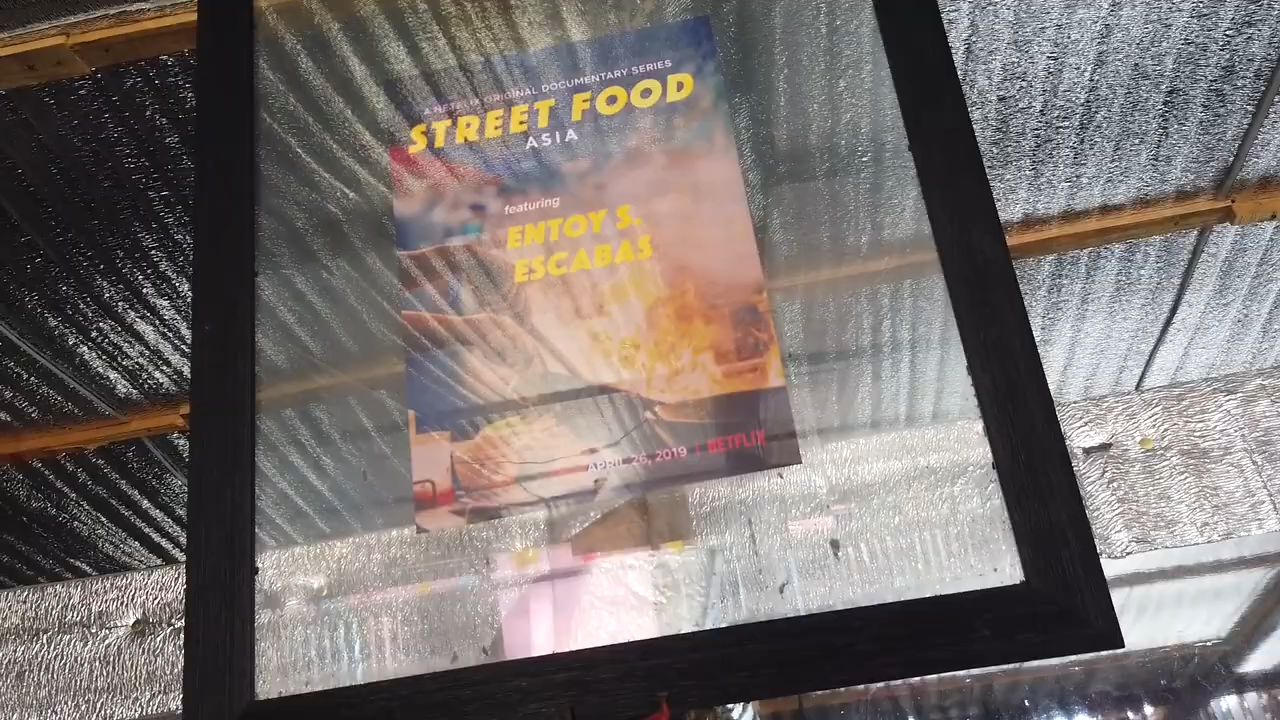 A NETFLIX ORIGINAL DOCUMENTARY SERIES
STREET FOOD
ASIA
featuring
ENTOY S.
ESCABAS
APRIL 26, 2019 | NETFLIX